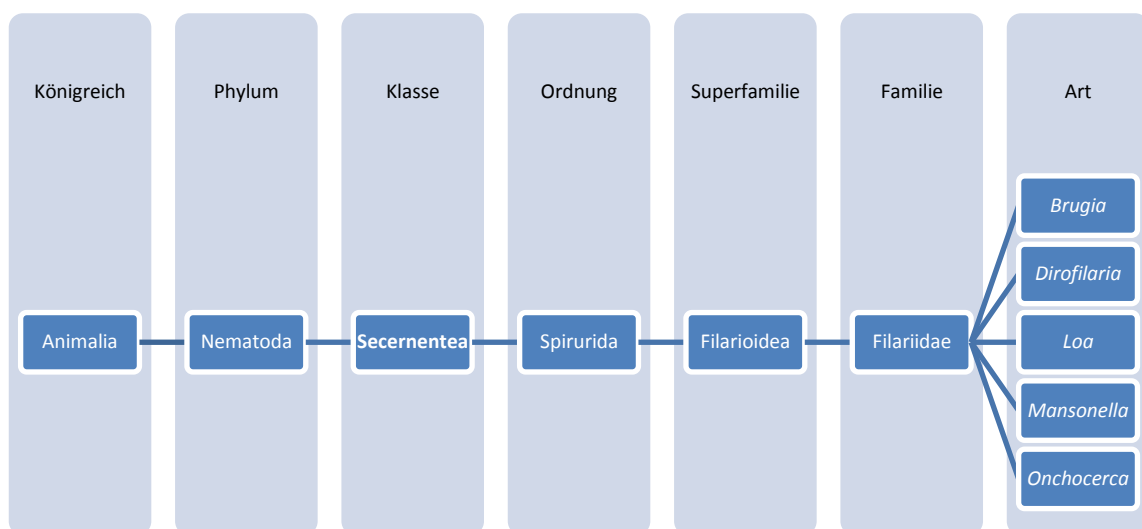 Königreich
Phylum
Klasse
Ordnung
Superfamilie
Familie
Art
Animalia
Nematoda
Secernentea
Spirurida
Filarioidea
Filariidae
Brugia
Dirofilaria
Loa
Mansonella
Onchocerca